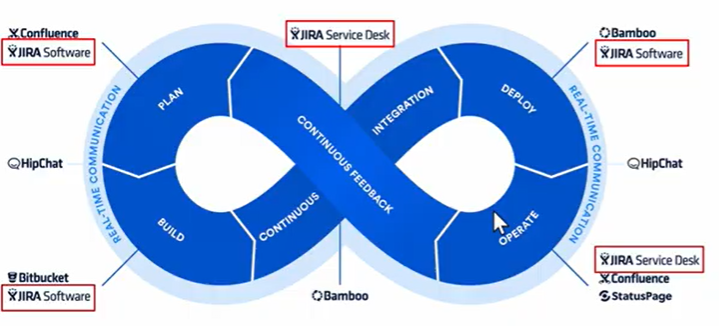 Confluence
JIRA Software
JIRA Service Desk
Bamboo
JIRA Software
PLAN
CONTINUOUS INTEGRATION
DEPLOY
CONTINUOUS FEEDBACK
REAL-TIME COMMUNICATION
REAL-TIME COMMUNICATION
HipChat
HipChat
BUILD
OPERATE
Bitbucket
JIRA Software
Bamboo
JIRA Service Desk
Confluence
StatusPage